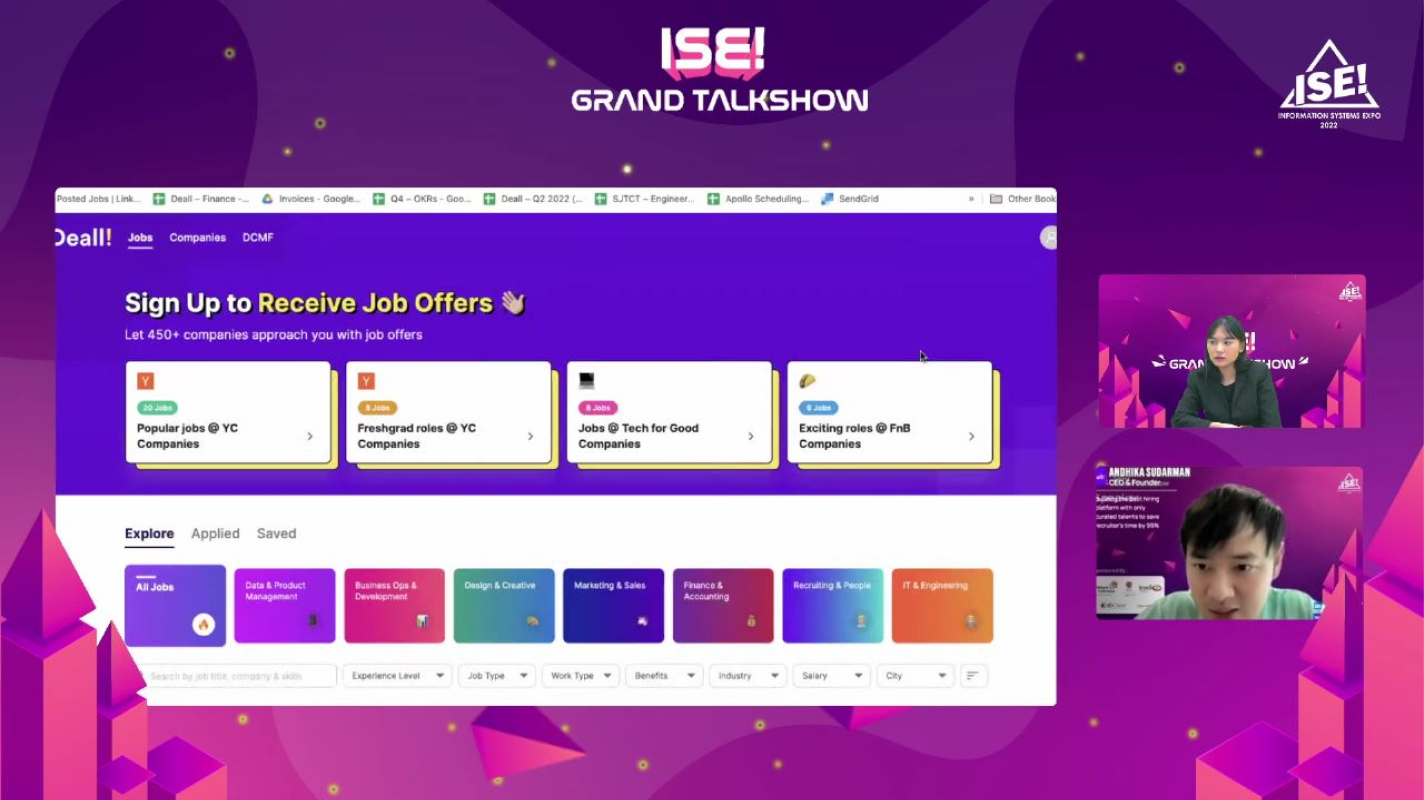 ISE!
GRAND TALKSHOW
ISE!
INFORMATION SYSTEMS EXPO
2022
Posted Jobs | Link...
Deall – Finance -...
Invoices - Google...
Q4 – OKRs - Goo...
Deall – Q2 2022 (...
SJTCT – Engineer...
Apollo Scheduling...
SendGrid
»
Other Book
Deall!
Jobs
Companies
DCMF
Sign Up to Receive Job Offers
Let 450+ companies approach you with job offers
Y
20 Jobs
Popular jobs @ YC
Companies
Y
8 Jobs
Freshgrad roles @ YC
Companies
8 Jobs
Jobs @ Tech for Good
Companies
6 Jobs
Exciting roles @ FnB
Companies
Explore
Applied
Saved
All Jobs
Data & Product
Management
Business Ops &
Development
Design & Creative
Marketing & Sales
Finance &
Accounting
Recruiting & People
IT & Engineering
Search by job title, company & skills
Experience Level
Job Type
Work Type
Benefits
Industry
Salary
City
ISE!
GRAN
HOW
ANDHIKA SUDARMAN
CEO & Founder
hiring
platform with only
curated talents to save
recruiter's time by 99%
ISE!